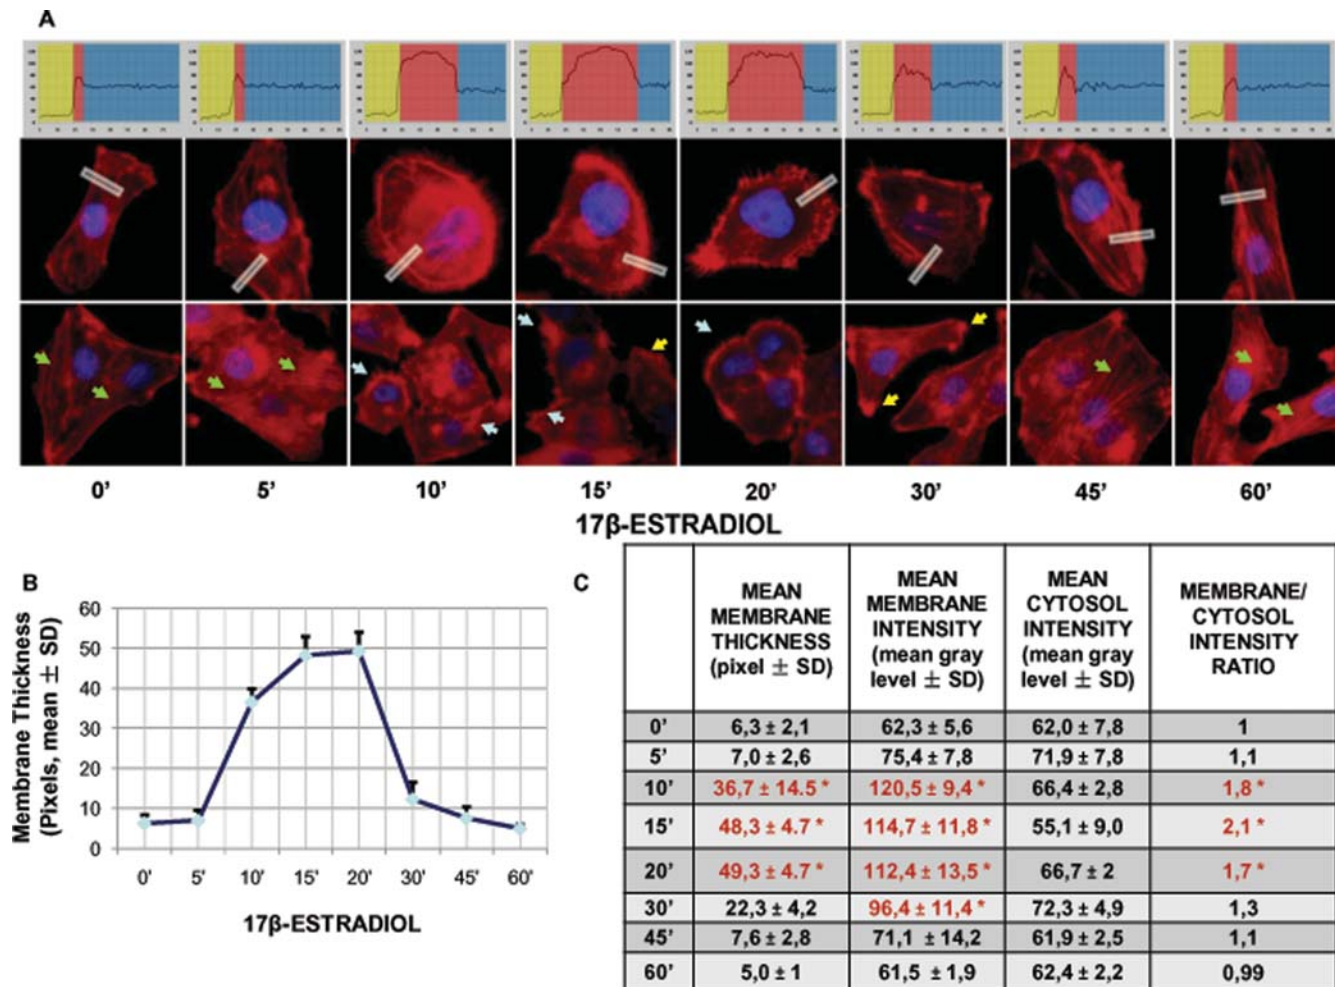 A
0' 5' 10' 15' 20' 30' 45' 60'
17β-ESTRADIOL
B
Membrane Thickness
(Pixels, mean ± SD)
60
50
40
30
20
10
0
0' 5' 10' 15' 20' 30' 45' 60'
17β-ESTRADIOL
C
MEAN MEMBRANE THICKNESS (pixel ± SD) MEAN MEMBRANE INTENSITY (mean gray level ± SD) MEAN CYTOSOL INTENSITY (mean gray level ± SD) MEMBRANE/ CYTOSOL INTENSITY RATIO
0' 6,3 ± 2,1 62,3 ± 5,6 62,0 ± 7,8 1
5' 7,0 ± 2,6 75,4 ± 7,8 71,9 ± 7,8 1,1
10' 36,7 ± 14.5 * 120,5 ± 9,4 * 66,4 ± 2,8 1,8 *
15' 48,3 ± 4.7 * 114,7 ± 11,8 * 55,1 ± 9,0 2,1 *
20' 49,3 ± 4.7 * 112,4 ± 13,5 * 66,7 ± 2 1,7 *
30' 22,3 ± 4,2 96,4 ± 11,4 * 72,3 ± 4,9 1,3
45' 7,6 ± 2,8 71,1 ± 14,2 61,9 ± 2,5 1,1
60' 5,0 ± 1 61,5 ± 1,9 62,4 ± 2,2 0,99